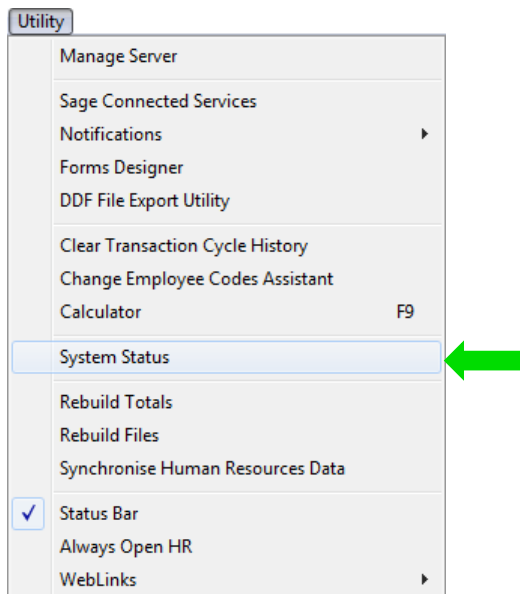 Utility
Manage Server
Sage Connected Services
Notifications
Forms Designer
DDF File Export Utility
Clear Transaction Cycle History
Change Employee Codes Assistant
Calculator F9
System Status
Rebuild Totals
Rebuild Files
Synchronise Human Resources Data
Status Bar
Always Open HR
WebLinks